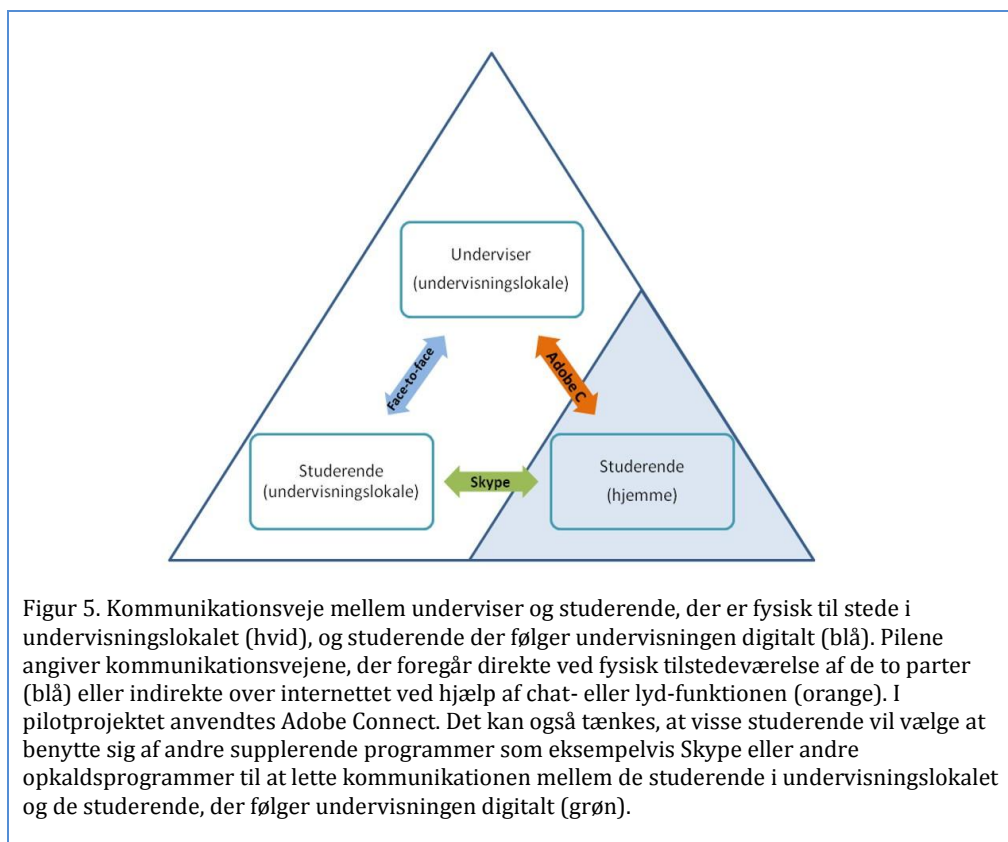 Underviser
(undervisningslokale)
Face-to-face
Adobe C
Studerende
(undervisningslokale)
Skype
Studerende
(hjemme)
Figur 5. Kommunikationsveje mellem underviser og studerende, der er fysisk til stede i
undervisningslokalet (hvid), og studerende der følger undervisningen digitalt (blå). Pilene
angiver kommunikationsvejene, der foregår direkte ved fysisk tilstedeværelse af de to parter
(blå) eller indirekte over internettet ved hjælp af chat- eller lyd-funktionen (orange). I
pilotprojektet anvendtes Adobe Connect. Det kan også tænkes, at visse studerende vil vælge at
benytte sig af andre supplerende programmer som eksempelvis Skype eller andre
opkaldsprogrammer til at lette kommunikationen mellem de studerende i undervisningslokalet
og de studerende, der følger undervisningen digitalt (grøn).